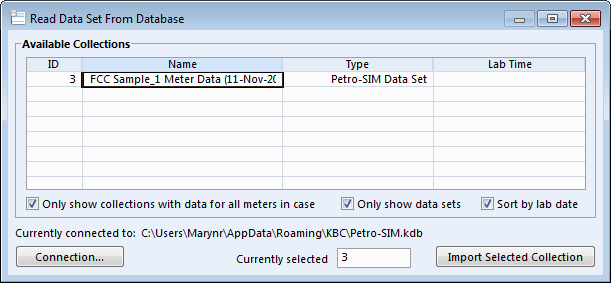 Read Data Set From Database
Available Collections
ID Name Type Lab Time
3 FCC Sample_1 Meter Data (11-Nov-20 Petro-SIM Data Set
Only show collections with data for all meters in case Only show data sets Sort by lab date
Currently connected to: C:\Users\Marynr\AppData\Roaming\KBC\Petro-SIM.kdb
Connection... Currently selected 3 Import Selected Collection